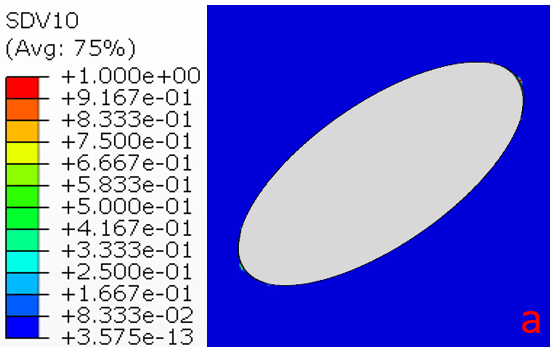 SDV10
(Avg: 75%)
+1.000e+00
+9.167e-01
+8.333e-01
+7.500e-01
+6.667e-01
+5.833e-01
+5.000e-01
+4.167e-01
+3.333e-01
+2.500e-01
+1.667e-01
+8.333e-02
+3.575e-13
a